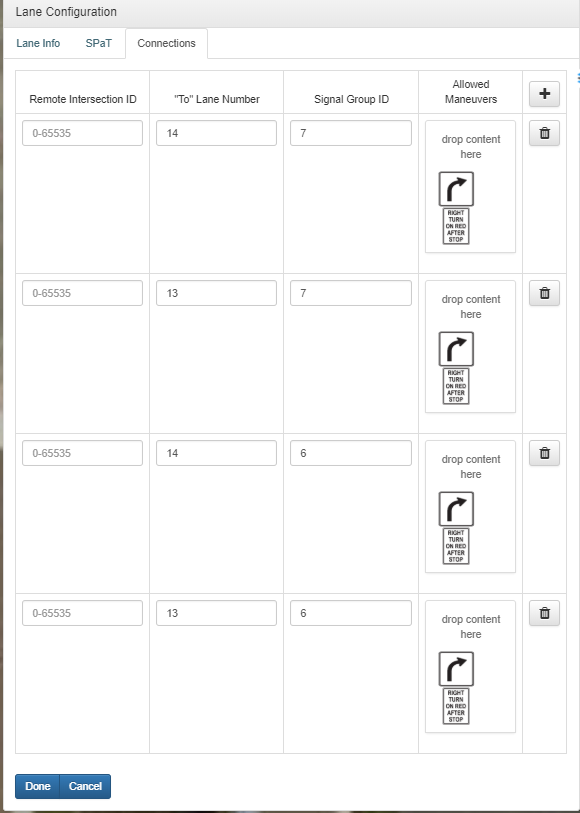 Lane Configuration
Lane Info SPaT Connections
Remote Intersection ID "To" Lane Number Signal Group ID Allowed
Maneuvers
0-65535 14 7 drop content
here
RIGHT
TURN
ON RED
AFTER
STOP
0-65535 13 7 drop content
here
RIGHT
TURN
ON RED
AFTER
STOP
0-65535 14 6 drop content
here
RIGHT
TURN
ON RED
AFTER
STOP
0-65535 13 6 drop content
here
RIGHT
TURN
ON RED
AFTER
STOP
Done Cancel